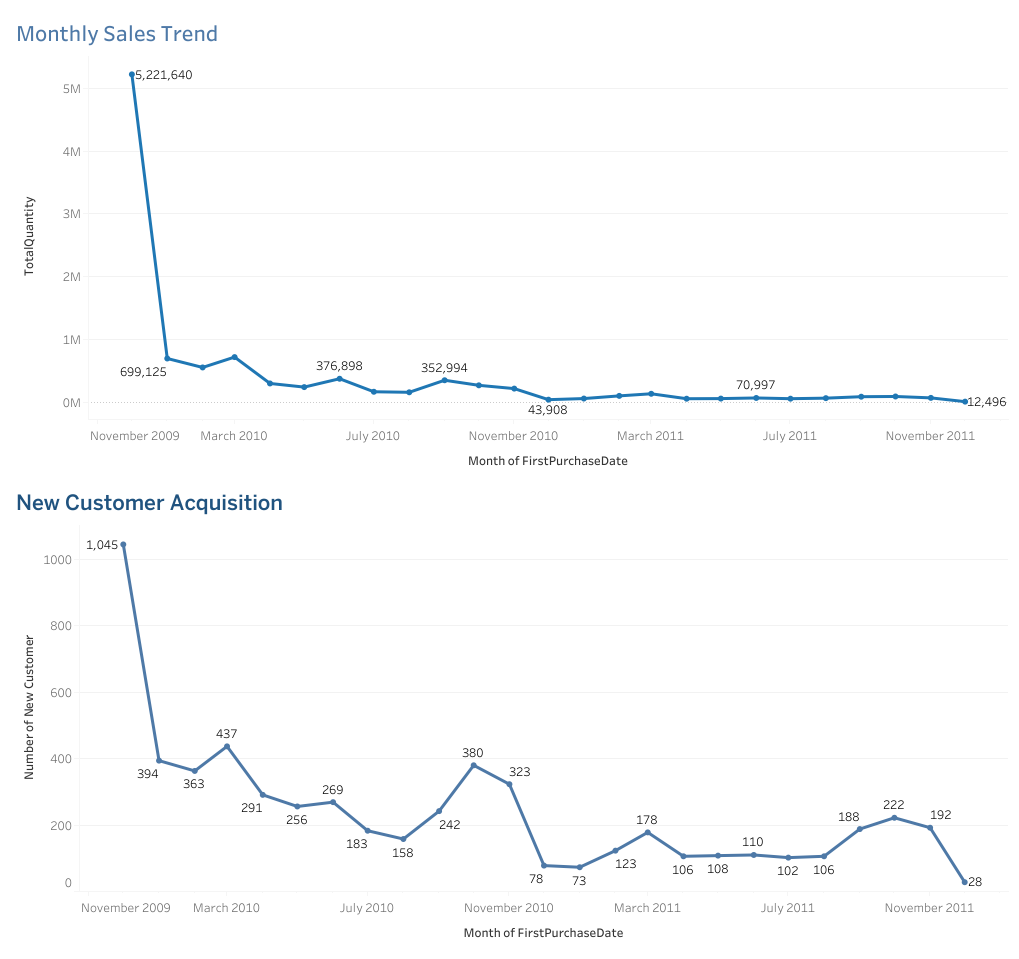 Monthly Sales Trend
5,221,640
5M
4M
3M
TotalQuantity
2M
1M
376,898
352,994
699,125
70,997
0M
43,908
12,496
November 2009 March 2010 July 2010 November 2010 March 2011 July 2011 November 2011
Month of FirstPurchaseDate
New Customer Acquisition
1,045
1000
800
Number of New Customer
600
437
400
394
363
380
323
291
256
269
242
222
200
183
158
178
188
192
123
106
108
110
102
106
78
73
0
28
November 2009 March 2010 July 2010 November 2010 March 2011 July 2011 November 2011
Month of FirstPurchaseDate